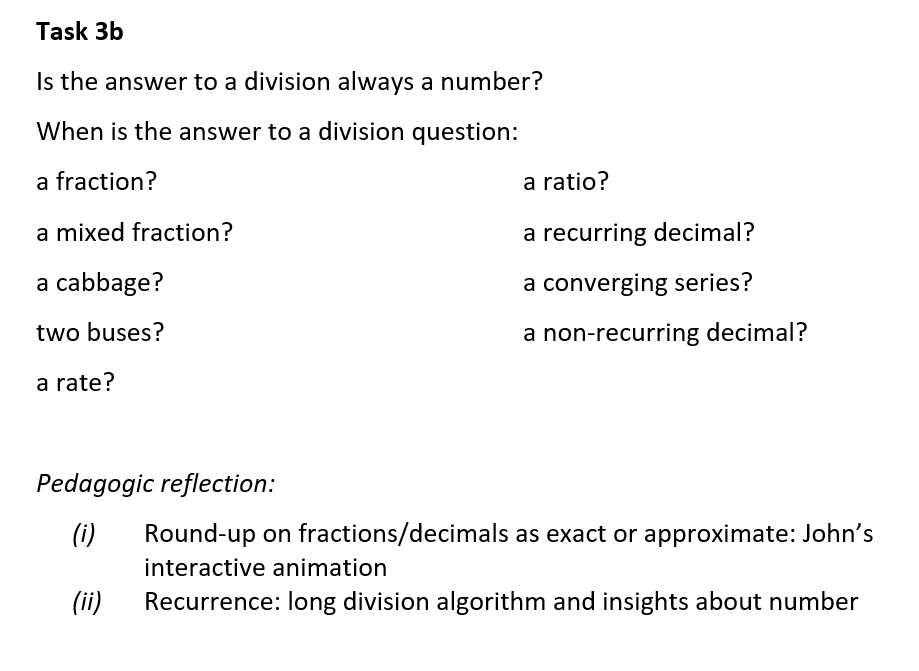 Task 3b
Is the answer to a division always a number?
When is the answer to a division question:
a fraction?
a ratio?
a mixed fraction?
a recurring decimal?
a cabbage?
a converging series?
two buses?
a non-recurring decimal?
a rate?
Pedagogic reflection:
(i) Round-up on fractions/decimals as exact or approximate: John’s
interactive animation
(ii) Recurrence: long division algorithm and insights about number